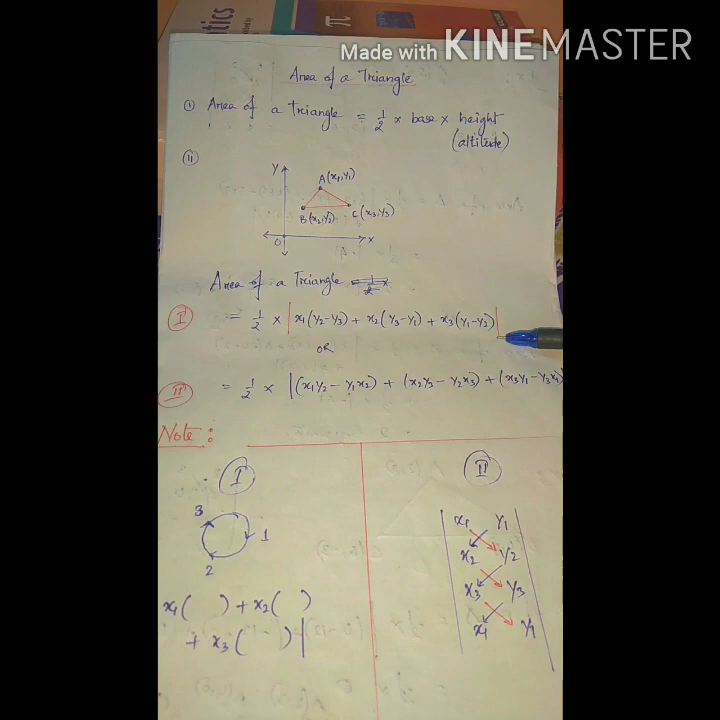 tics
π
Made with KINEMASTER
Area of a Triangle
(i) Area of a triangle = 1/2 x base x height
(altitude)
(ii)
Y
A(x1,y1)
B(x2,y2) C(x3,y3)
O X
Area of a Triangle
I = 1/2 x | x1(y2-y3) + x2(y3-y1) + x3(y1-y2) |
OR
II = 1/2 x |(x1y2 - y1x2) + (x2y3 - y2x3) + (x3y1 - y3x1)
Note:
I
3
1
2
x1( ) + x2( )
+ x3( ) |
II
x1 y1
x2 y2
x3 y3
x1 y1